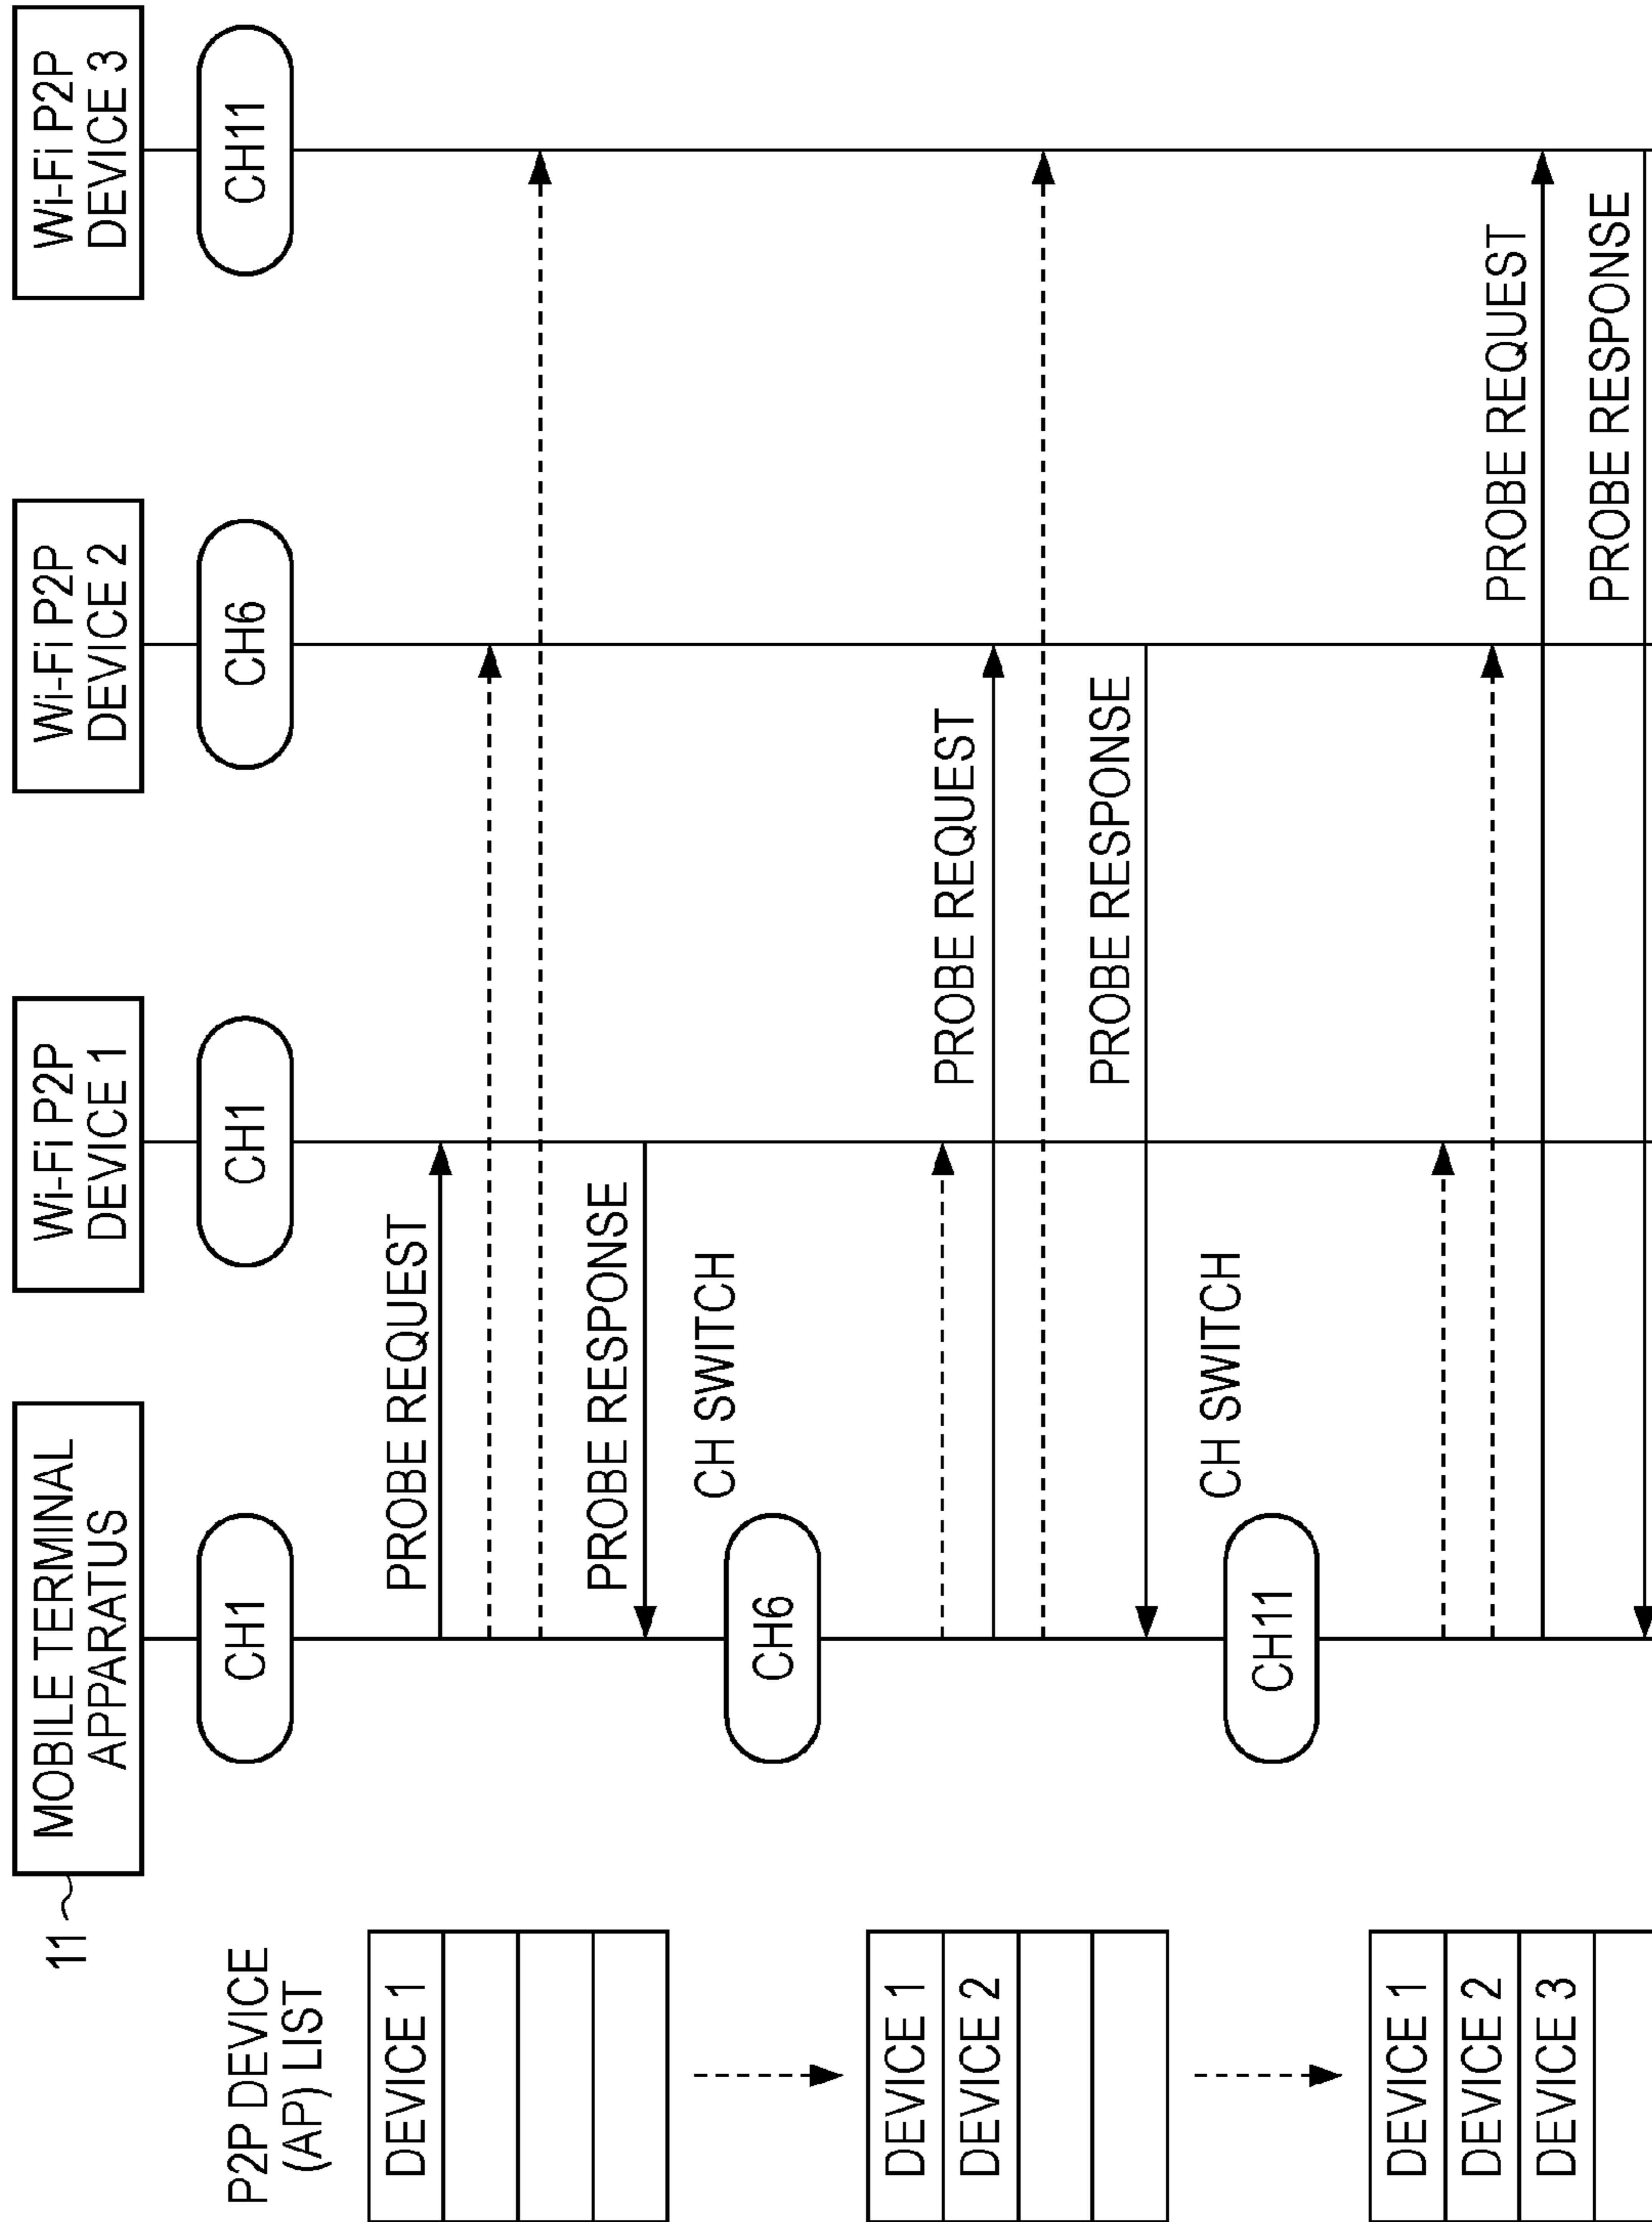 11
MOBILE TERMINAL
APPARATUS
Wi-Fi P2P
DEVICE 1
Wi-Fi P2P
DEVICE 2
Wi-Fi P2P
DEVICE 3
P2P DEVICE
(AP) LIST
CH1
CH1
CH6
CH11
DEVICE 1
PROBE REQUEST
PROBE RESPONSE
CH SWITCH
CH6
DEVICE 1
DEVICE 2
PROBE REQUEST
PROBE RESPONSE
CH SWITCH
CH11
DEVICE 1
DEVICE 2
DEVICE 3
PROBE REQUEST
PROBE RESPONSE